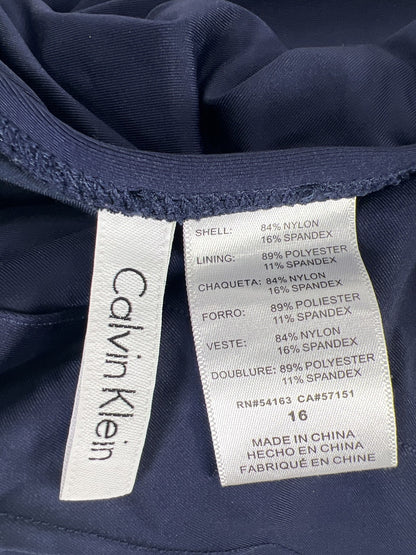 Calvin Klein
SHELL: 84% NYLON
16% SPANDEX
LINING: 89% POLYESTER
11% SPANDEX
CHAQUETA: 84% NYLON
16% SPANDEX
FORRO: 89% POLYESTER
11% SPANDEX
VESTE: 84% NYLON
16% SPANDEX
DOUBLURE: 89% POLYESTER
11% SPANDEX
RN#54163 CA#57151
16
MADE IN CHINA
HECHO EN CHINA
FABRIQUÉ EN CHINE